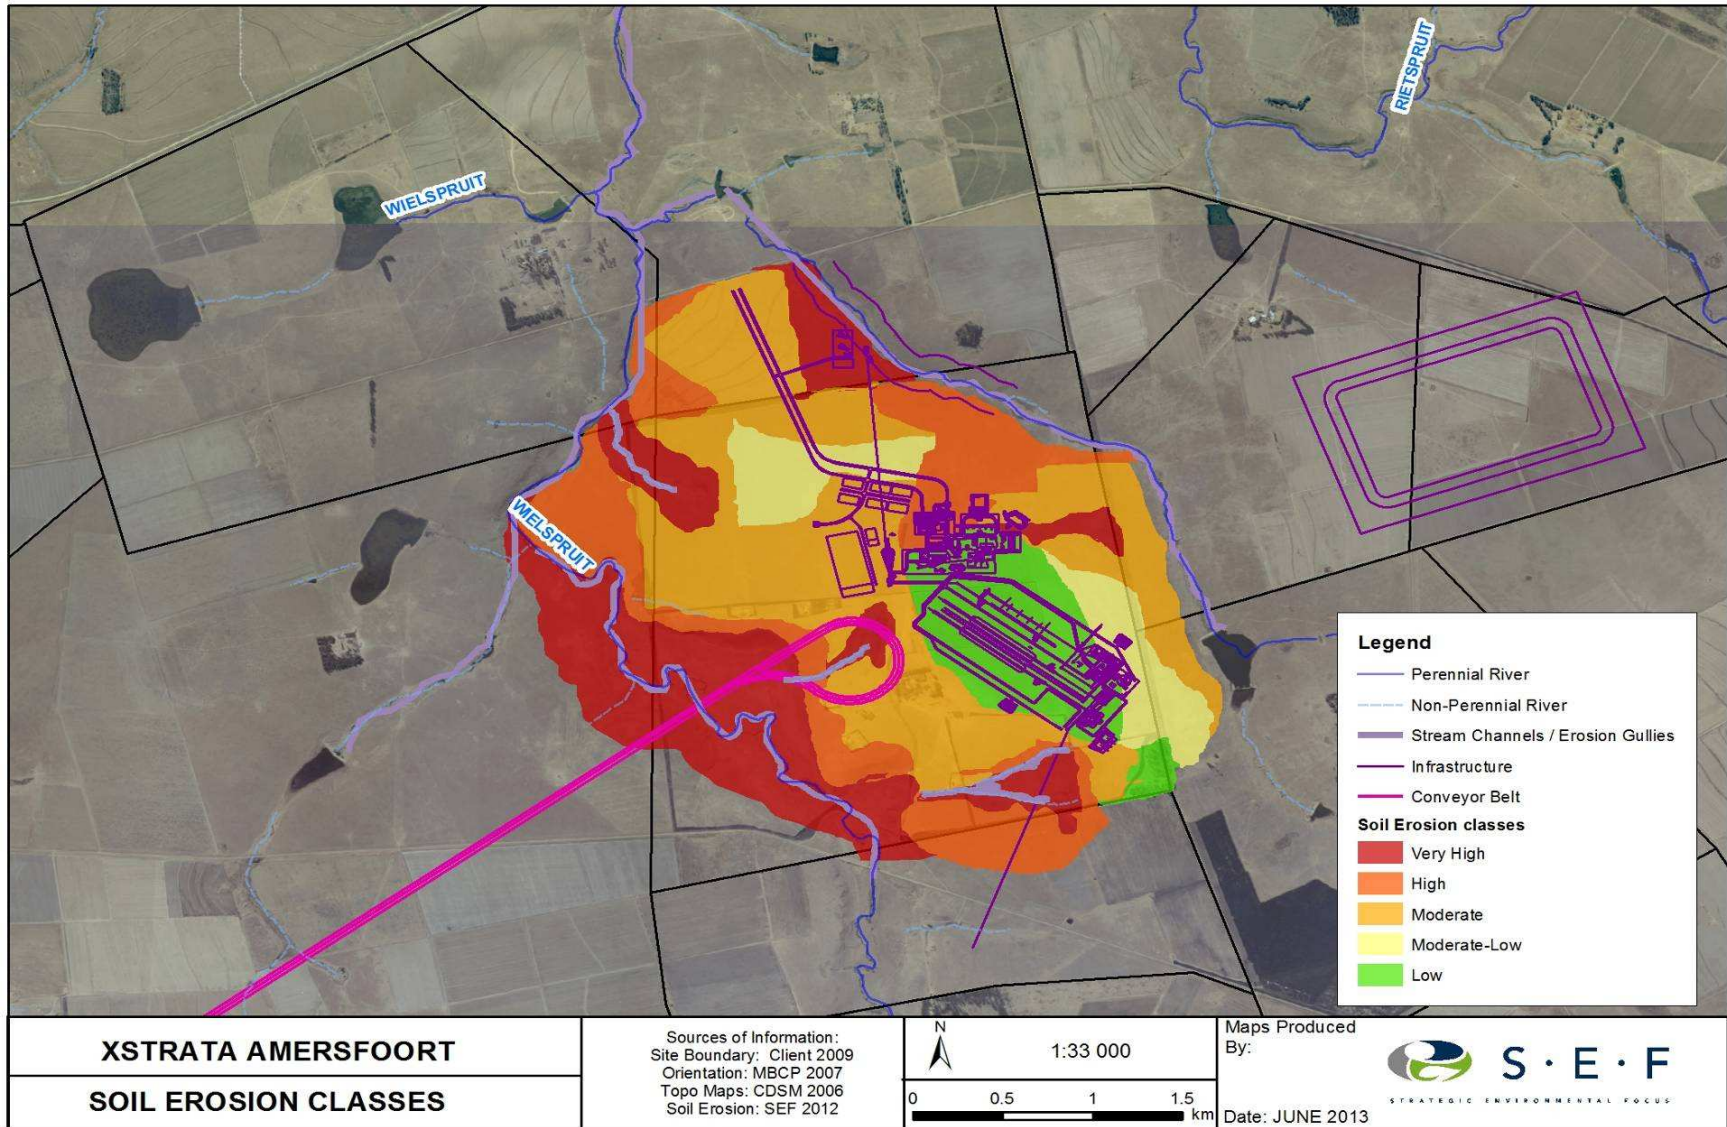 RIETSPRUIT
WIELSPRUIT
WIELSPRUIT
Legend
Perennial River
Non-Perennial River
Stream Channels / Erosion Gullies
Infrastructure
Conveyor Belt
Soil Erosion classes
Very High
High
Moderate
Moderate-Low
Low
XSTRATA AMERSFOORT
SOIL EROSION CLASSES
Sources of Information:
Site Boundary: Client 2009
Orientation: MBCP 2007
Topo Maps: CDSM 2006
Soil Erosion: SEF 2012
N
1:33 000
0 0.5 1 1.5
km
Maps Produced
By:
S·E·F
STRATEGIC ENVIRONMENTAL FOCUS
Date: JUNE 2013